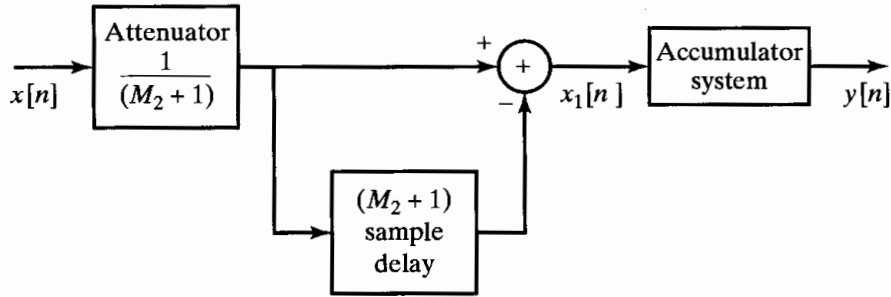 Attenuator
1
(M₂ + 1)
x[n]
+
+
−
x₁[n]
Accumulator
system
y[n]
(M₂ + 1)
sample
delay